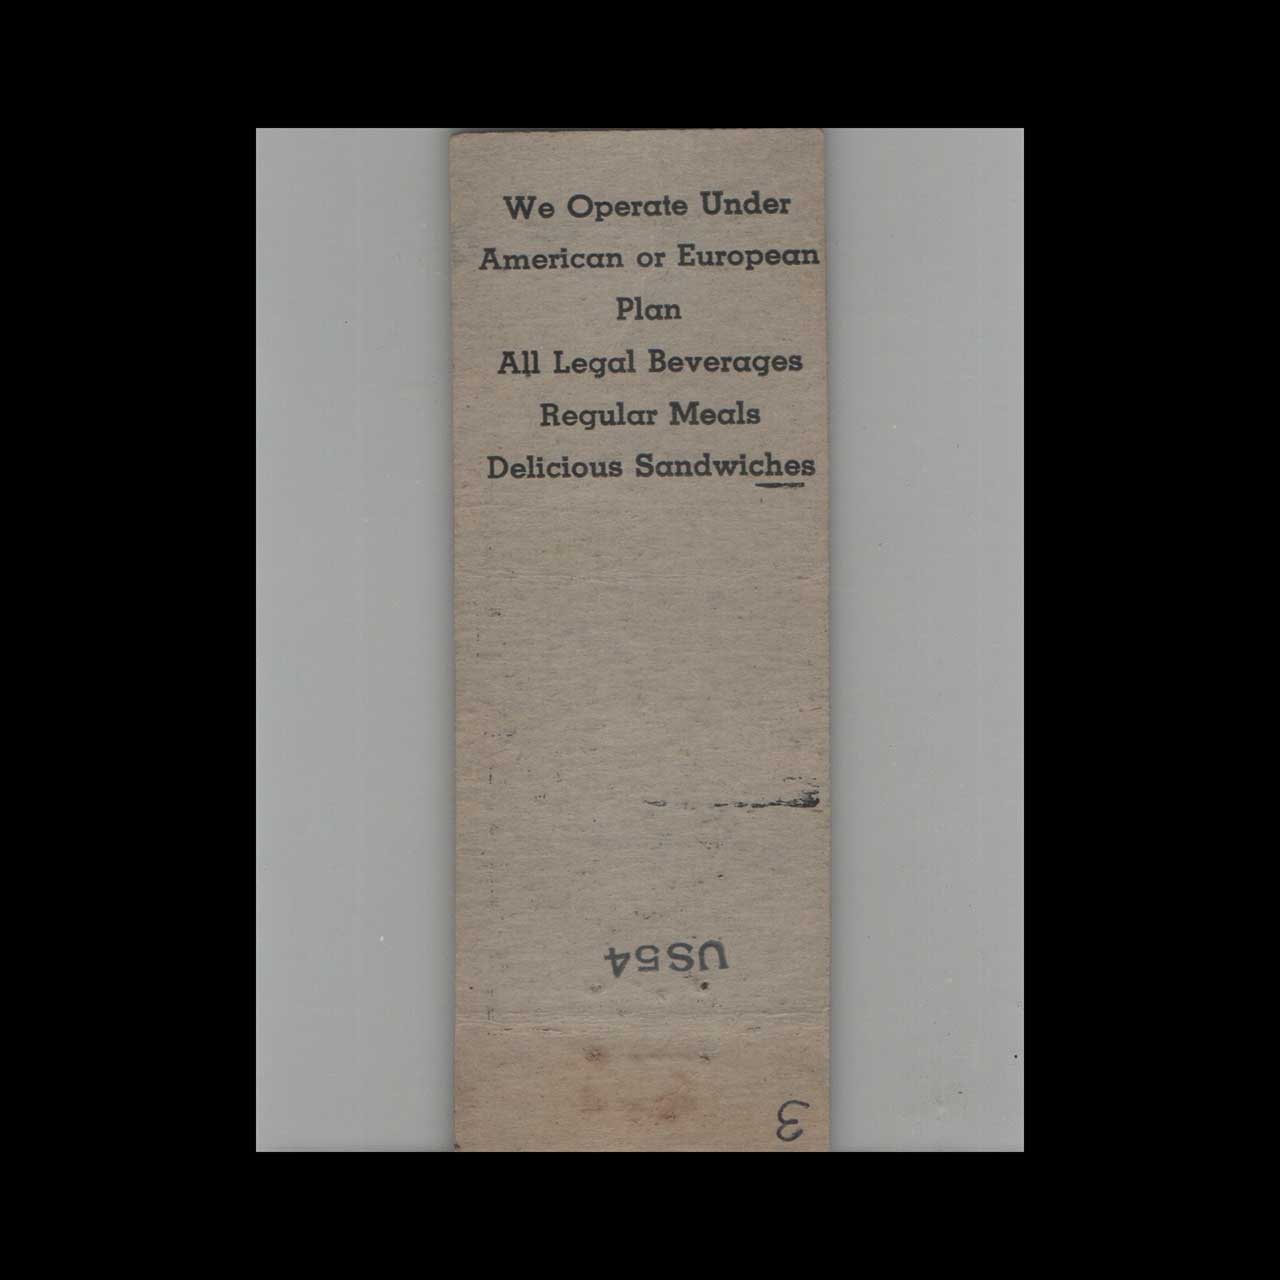 We Operate Under
American or European
Plan
All Legal Beverages
Regular Meals
Delicious Sandwiches
US54
3